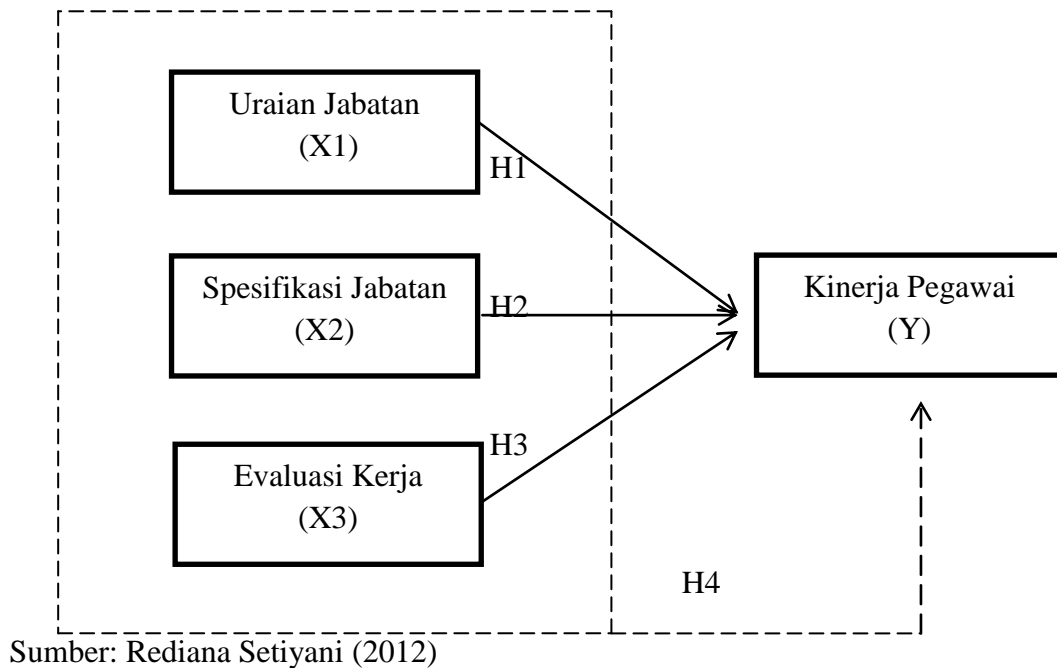 Uraian Jabatan
(X1)
H1
Spesifikasi Jabatan
(X2)
H2
Kinerja Pegawai
(Y)
Evaluasi Kerja
(X3)
H3
H4
Sumber: Rediana Setiyani (2012)